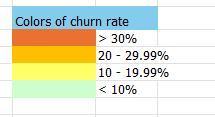 Colors of churn rate
> 30%
20 - 29.99%
10 - 19.99%
< 10%